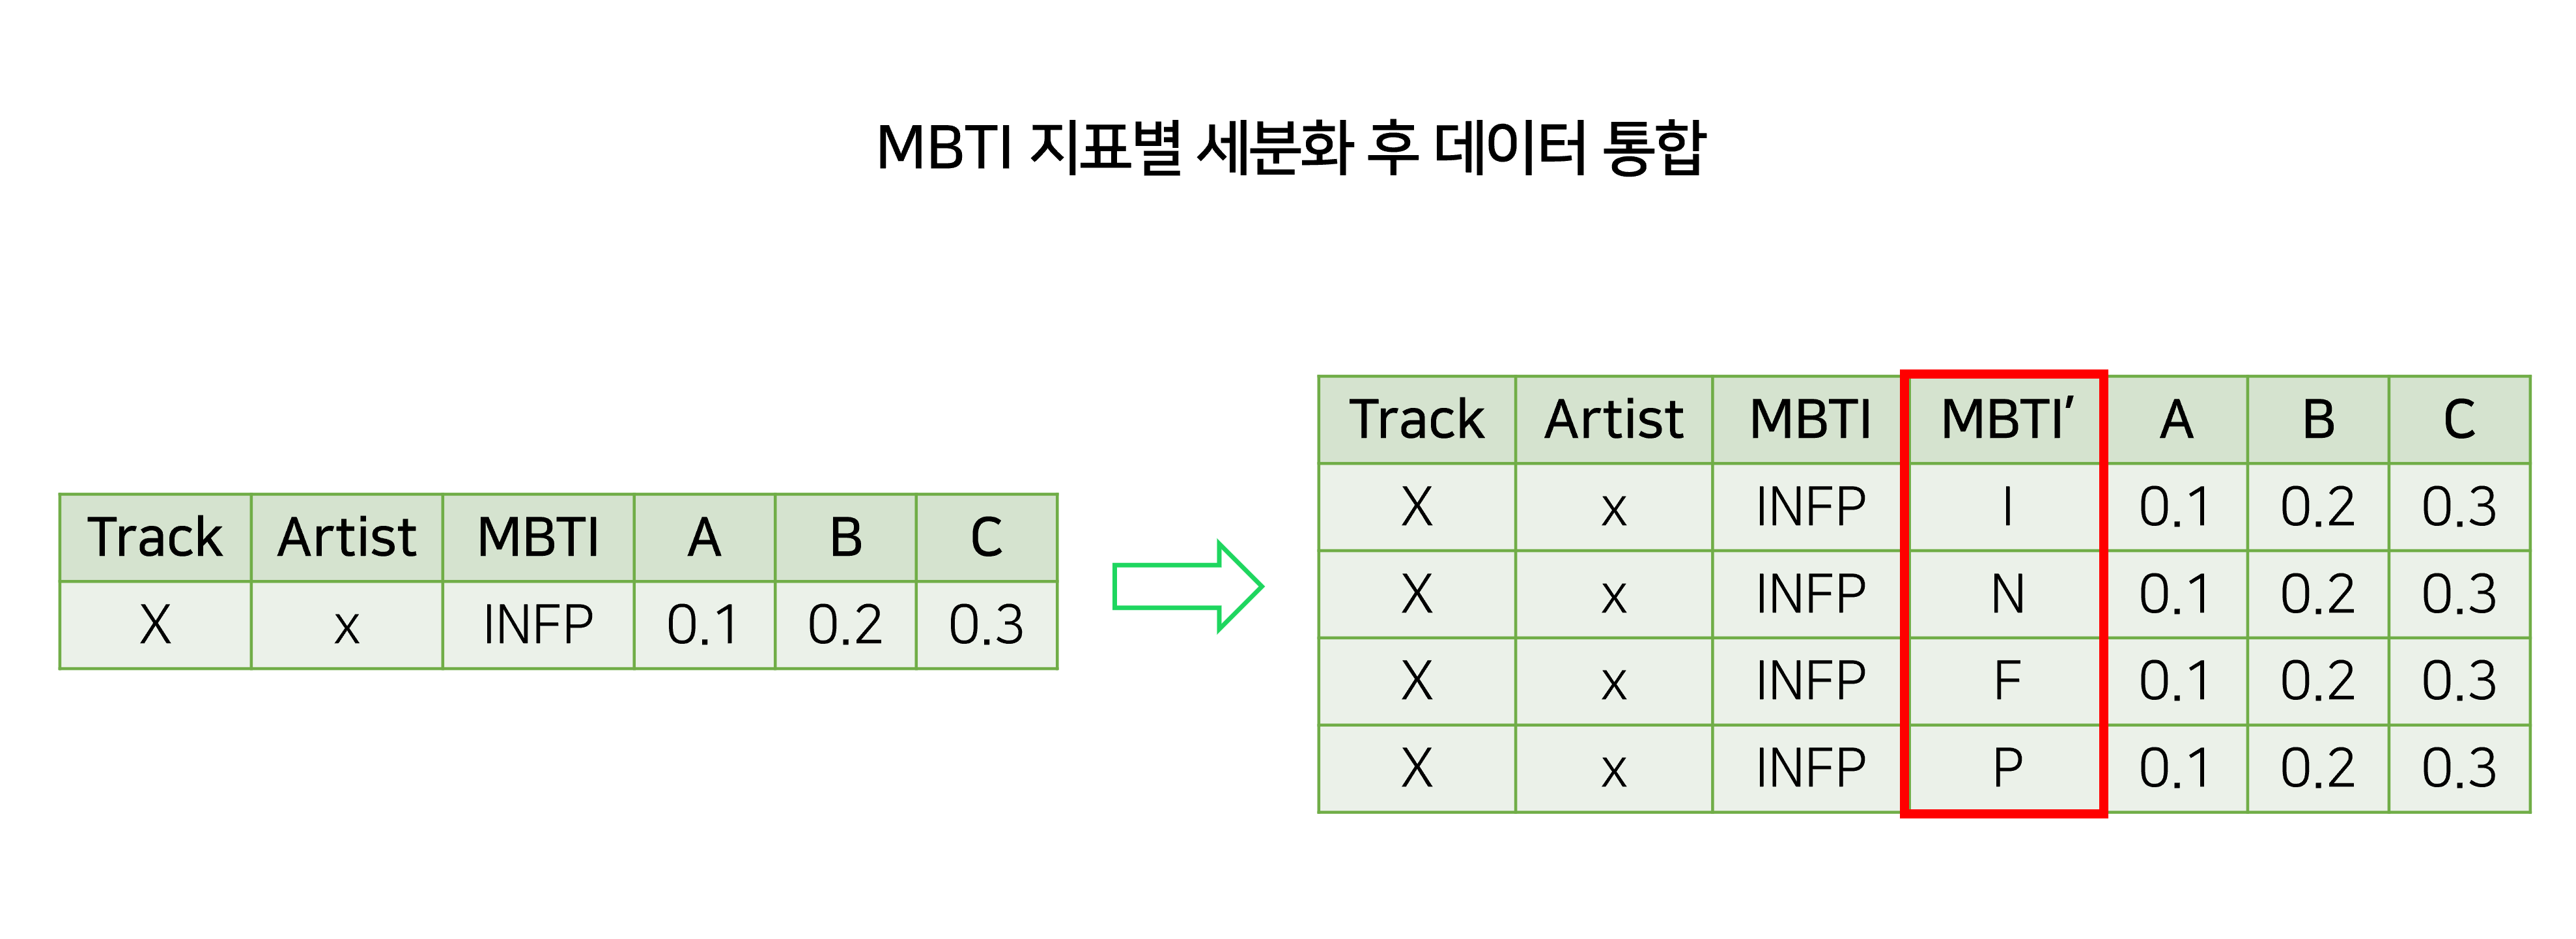 MBTI 지표별 세분화 후 데이터 통합
Track Artist MBTI A B C
X x INFP 0.1 0.2 0.3
Track Artist MBTI MBTI’ A B C
X x INFP I 0.1 0.2 0.3
X x INFP N 0.1 0.2 0.3
X x INFP F 0.1 0.2 0.3
X x INFP P 0.1 0.2 0.3